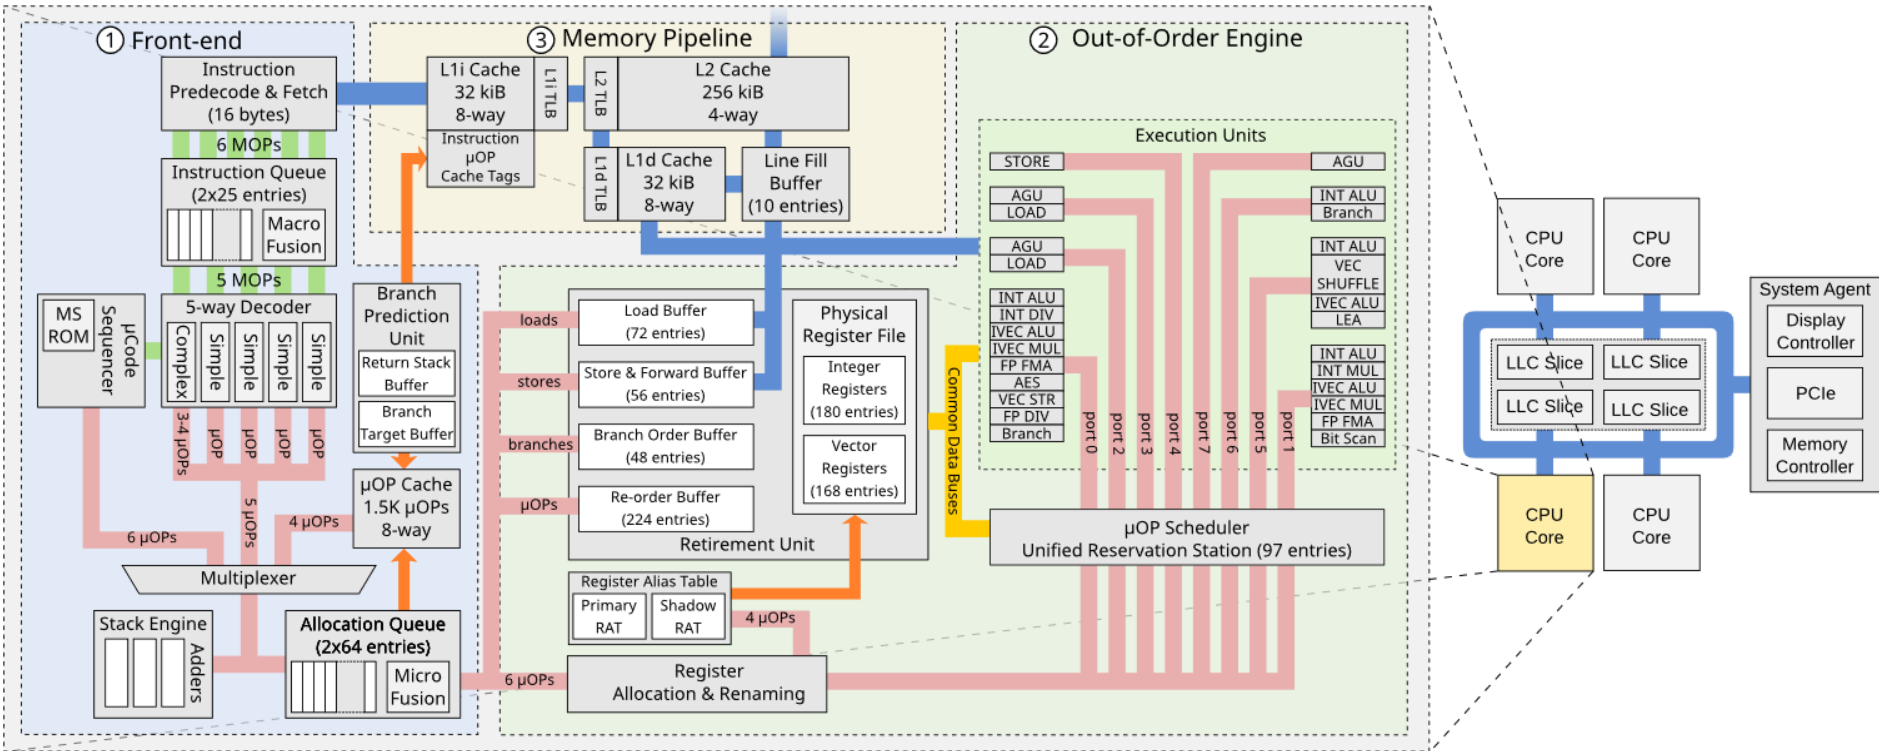 1 Front-end
Instruction
Predecode & Fetch
(16 bytes)
6 MOPs
Instruction Queue
(2x25 entries)
Macro
Fusion
5 MOPs
MS
ROM
µCode
Sequencer
5-way Decoder
Complex
Simple
Simple
Simple
Simple
3-4 µOPs
µOP
µOP
µOP
µOP
Branch
Prediction
Unit
Return Stack
Buffer
Branch
Target Buffer
µOP Cache
1.5K µOPs
8-way
5 µOPs
4 µOPs
6 µOPs
Multiplexer
Stack Engine
Adders
Allocation Queue
(2x64 entries)
Micro
Fusion
3 Memory Pipeline
L1i Cache
32 kiB
8-way
L1i TLB
Instruction
µOP
Cache Tags
L2 TLB
L2 Cache
256 kiB
4-way
L1d TLB
L1d Cache
32 kiB
8-way
Line Fill
Buffer
(10 entries)
2 Out-of-Order Engine
Execution Units
STORE
AGU
LOAD
AGU
LOAD
INT ALU
INT DIV
IVEC ALU
IVEC MUL
FP FMA
AES
VEC STR
FP DIV
Branch
AGU
INT ALU
Branch
INT ALU
VEC
SHUFFLE
IVEC ALU
LEA
INT ALU
INT MUL
IVEC ALU
IVEC MUL
FP FMA
Bit Scan
port 0
port 2
port 3
port 4
port 7
port 6
port 5
port 1
loads
stores
branches
µOPs
Load Buffer
(72 entries)
Store & Forward Buffer
(56 entries)
Branch Order Buffer
(48 entries)
Re-order Buffer
(224 entries)
Physical
Register File
Integer
Registers
(180 entries)
Vector
Registers
(168 entries)
Retirement Unit
Common Data Buses
µOP Scheduler
Unified Reservation Station (97 entries)
Register Alias Table
Primary
RAT
Shadow
RAT
4 µOPs
6 µOPs
Register
Allocation & Renaming
CPU
Core
CPU
Core
LLC Slice
LLC Slice
LLC Slice
LLC Slice
CPU
Core
CPU
Core
System Agent
Display
Controller
PCIe
Memory
Controller